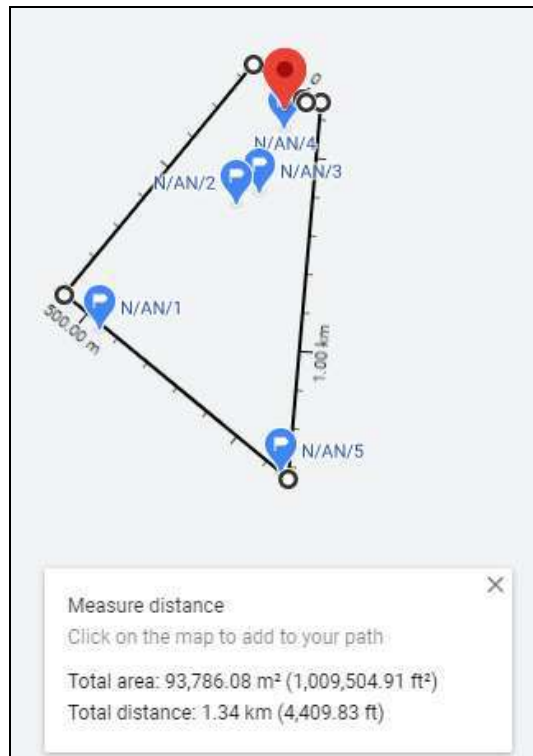 0
N/AN/4
N/AN/2
N/AN/3
N/AN/1
500.00 m
1.00 km
N/AN/5
Measure distance
Click on the map to add to your path
Total area: 93,786.08 m² (1,009,504.91 ft²)
Total distance: 1.34 km (4,409.83 ft)